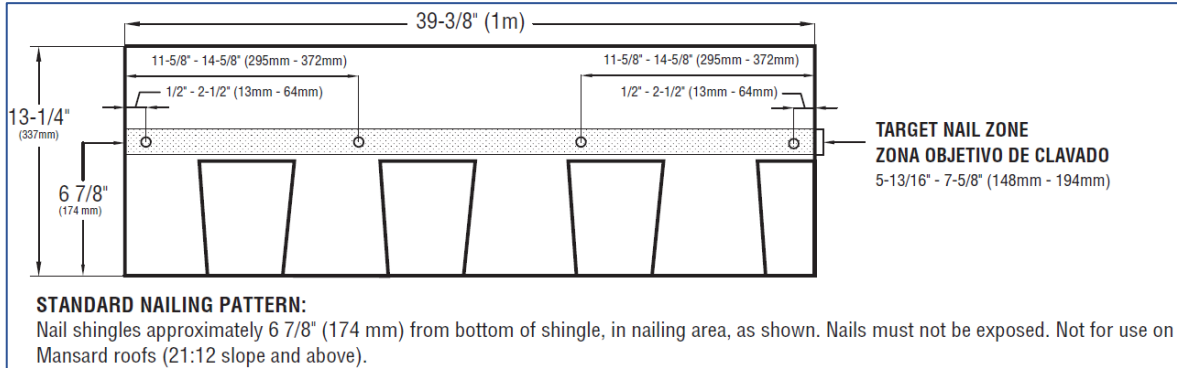 39-3/8" (1m)
11-5/8" - 14-5/8" (295mm - 372mm)
11-5/8" - 14-5/8" (295mm - 372mm)
1/2" - 2-1/2" (13mm - 64mm)
1/2" - 2-1/2" (13mm - 64mm)
13-1/4"
(337mm)
6 7/8"
(174 mm)
TARGET NAIL ZONE
ZONA OBJETIVO DE CLAVADO
5-13/16" - 7-5/8" (148mm - 194mm)
STANDARD NAILING PATTERN:
Nail shingles approximately 6 7/8" (174 mm) from bottom of shingle, in nailing area, as shown. Nails must not be exposed. Not for use on
Mansard roofs (21:12 slope and above).